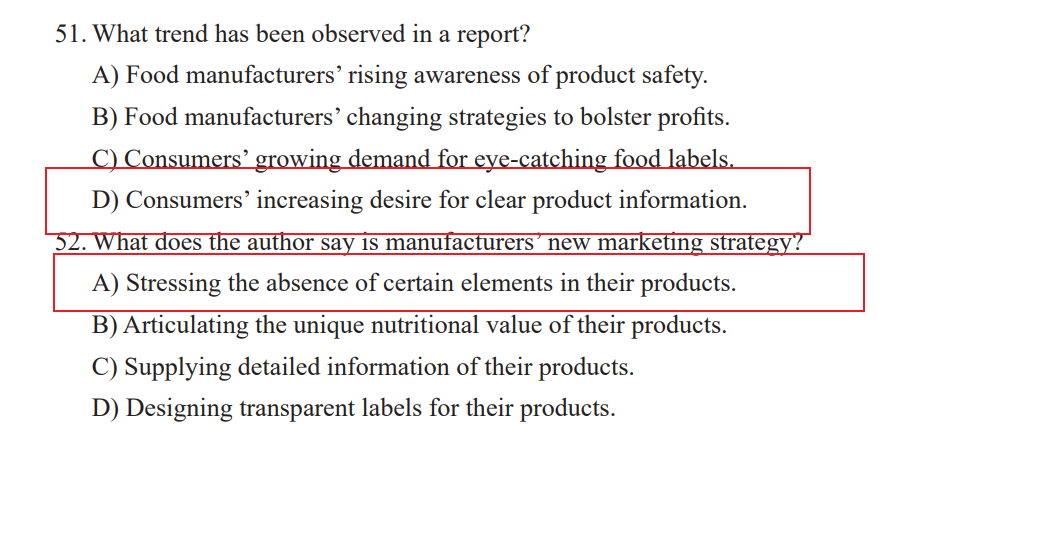 51. What trend has been observed in a report?
A) Food manufacturers’ rising awareness of product safety.
B) Food manufacturers’ changing strategies to bolster profits.
C) Consumers’ growing demand for eye-catching food labels.
D) Consumers’ increasing desire for clear product information.
52. What does the author say is manufacturers’ new marketing strategy?
A) Stressing the absence of certain elements in their products.
B) Articulating the unique nutritional value of their products.
C) Supplying detailed information of their products.
D) Designing transparent labels for their products.